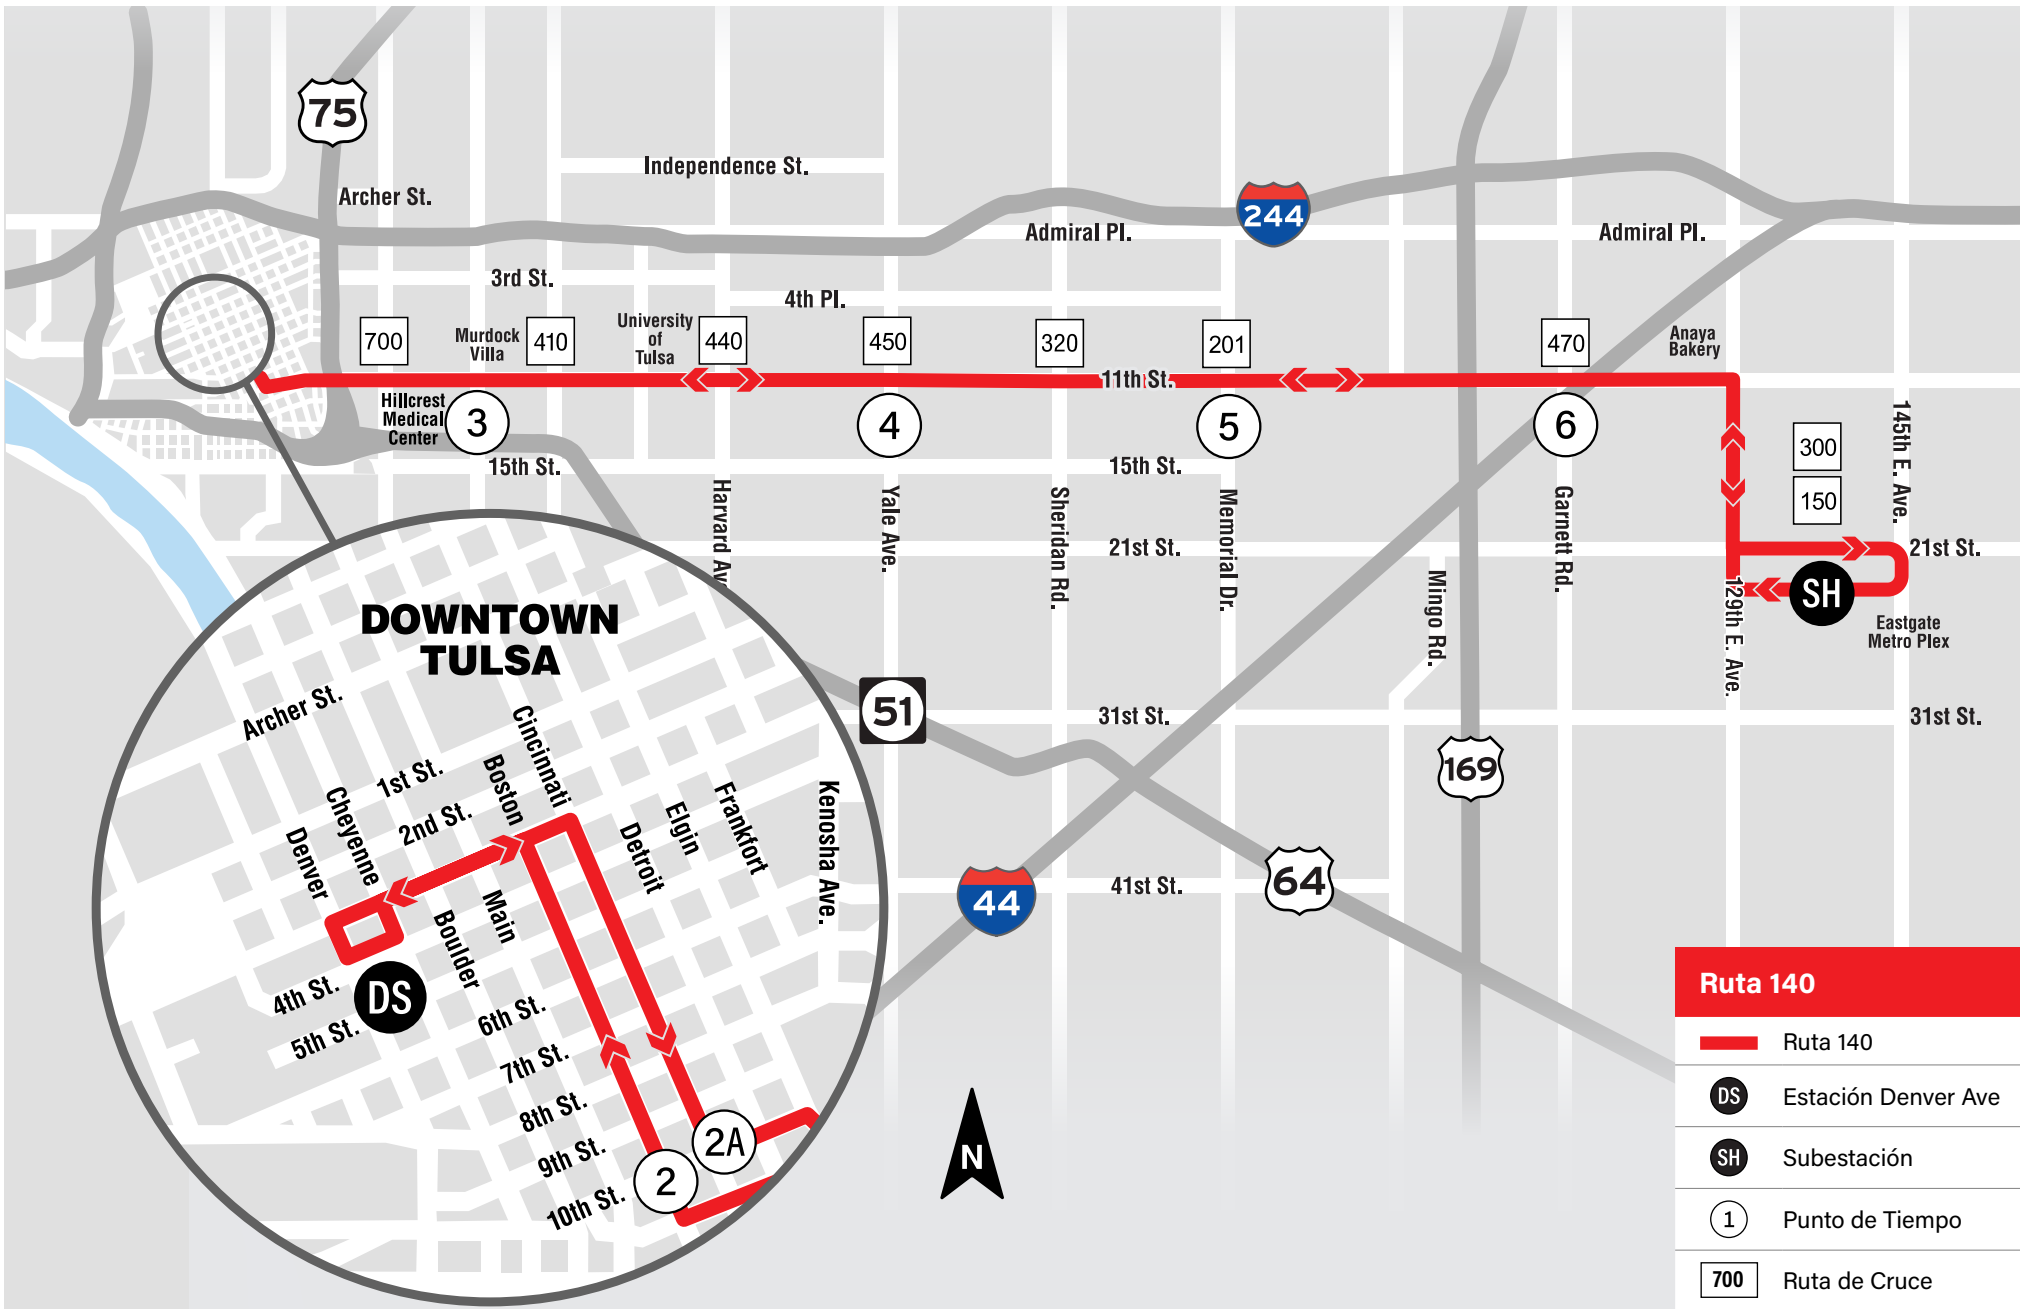 75
Independence St.
Archer St.
244
Admiral Pl.
Admiral Pl.
3rd St.
4th Pl.
700
Murdock
Villa
410
University
of
Tulsa
440
450
320
201
470
Anaya
Bakery
11th St.
Hillcrest
Medical
Center
3
4
5
6
15th St.
15th St.
300
150
145th E. Ave.
Harvard Av
Yale Ave.
Sheridan Rd.
Memorial Dr.
Garnett Rd.
Mingo Rd.
129th E. Ave.
21st St.
21st St.
SH
Eastgate
Metro Plex
51
31st St.
31st St.
169
64
41st St.
44
DOWNTOWN
TULSA
Archer St.
1st St.
2nd St.
Denver
Cheyenne
Boston
Cincinnati
Detroit
Elgin
Frankfort
Kenosha Ave.
Main
Boulder
4th St.
5th St.
DS
6th St.
7th St.
8th St.
9th St.
10th St.
2A
2
N
Ruta 140
Ruta 140
DS Estación Denver Ave
SH Subestación
1 Punto de Tiempo
700 Ruta de Cruce